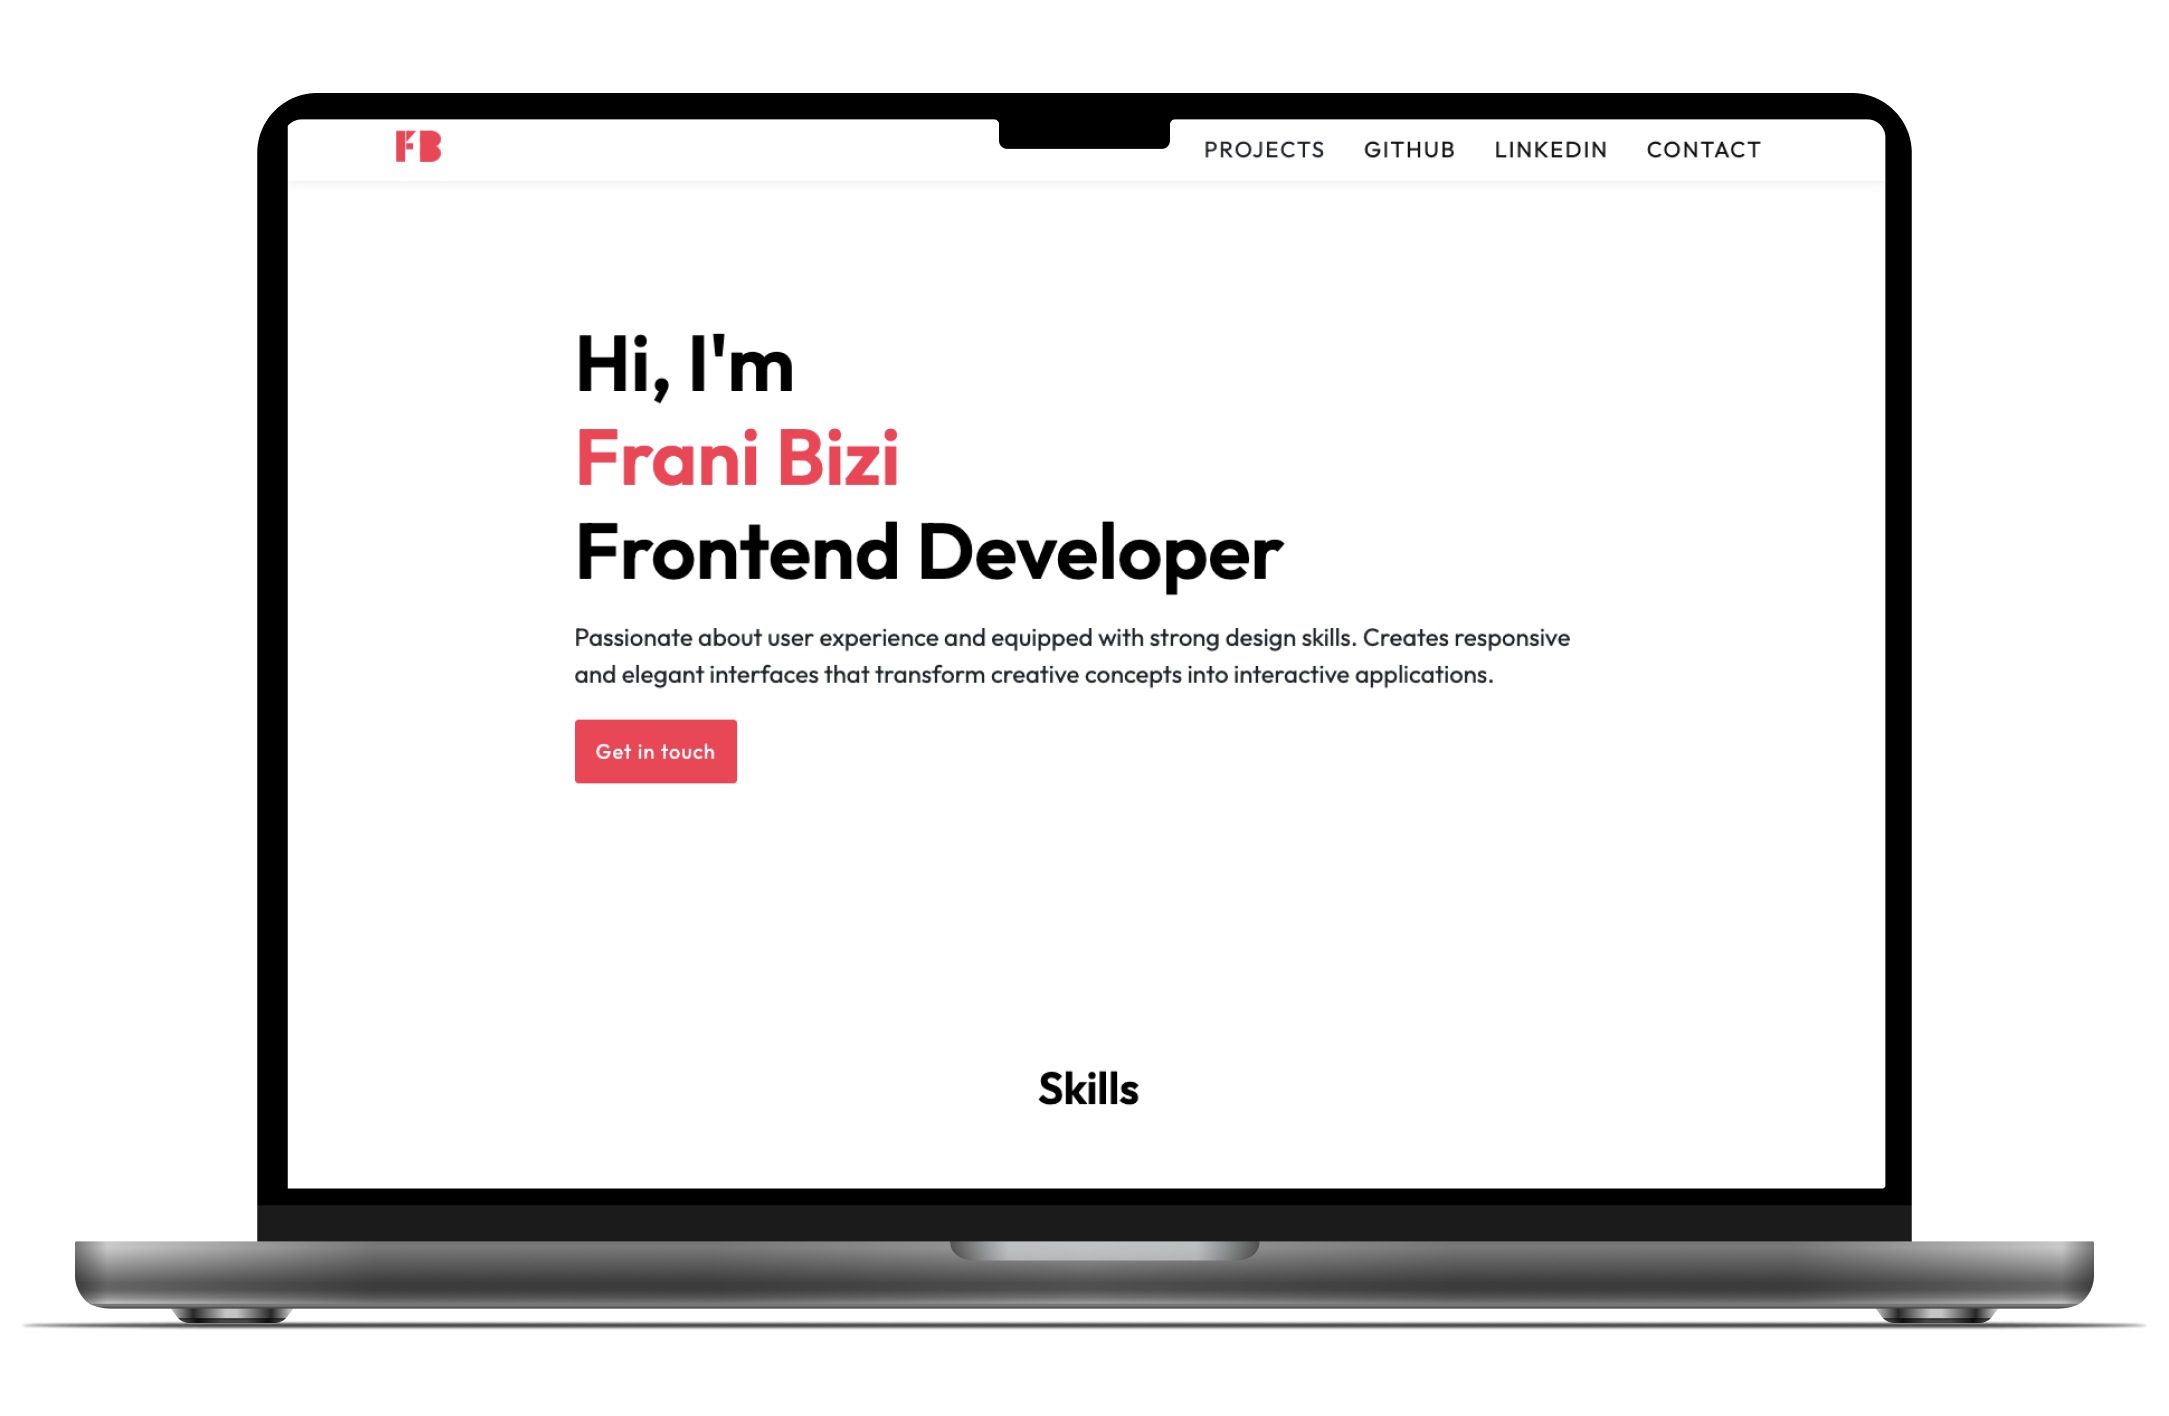 FB
PROJECTS GITHUB LINKEDIN CONTACT
Hi, I'm
Frani Bizi
Frontend Developer
Passionate about user experience and equipped with strong design skills. Creates responsive
and elegant interfaces that transform creative concepts into interactive applications.
Get in touch
Skills